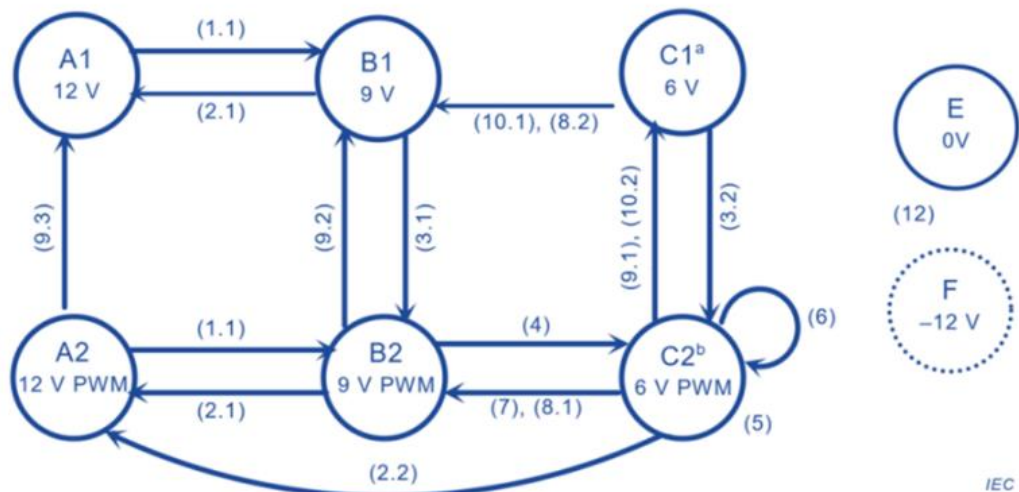 A1
12 V
(1.1)
(2.1)
B1
9 V
C1ᵃ
6 V
(10.1), (8.2)
E
0V
(12)
(9.3)
(9.2)
(3.1)
(9.1), (10.2)
(3.2)
F
–12 V
A2
12 V PWM
(1.1)
(2.1)
B2
9 V PWM
(4)
(7), (8.1)
C2ᵇ
6 V PWM
(6)
(5)
(2.2)
IEC